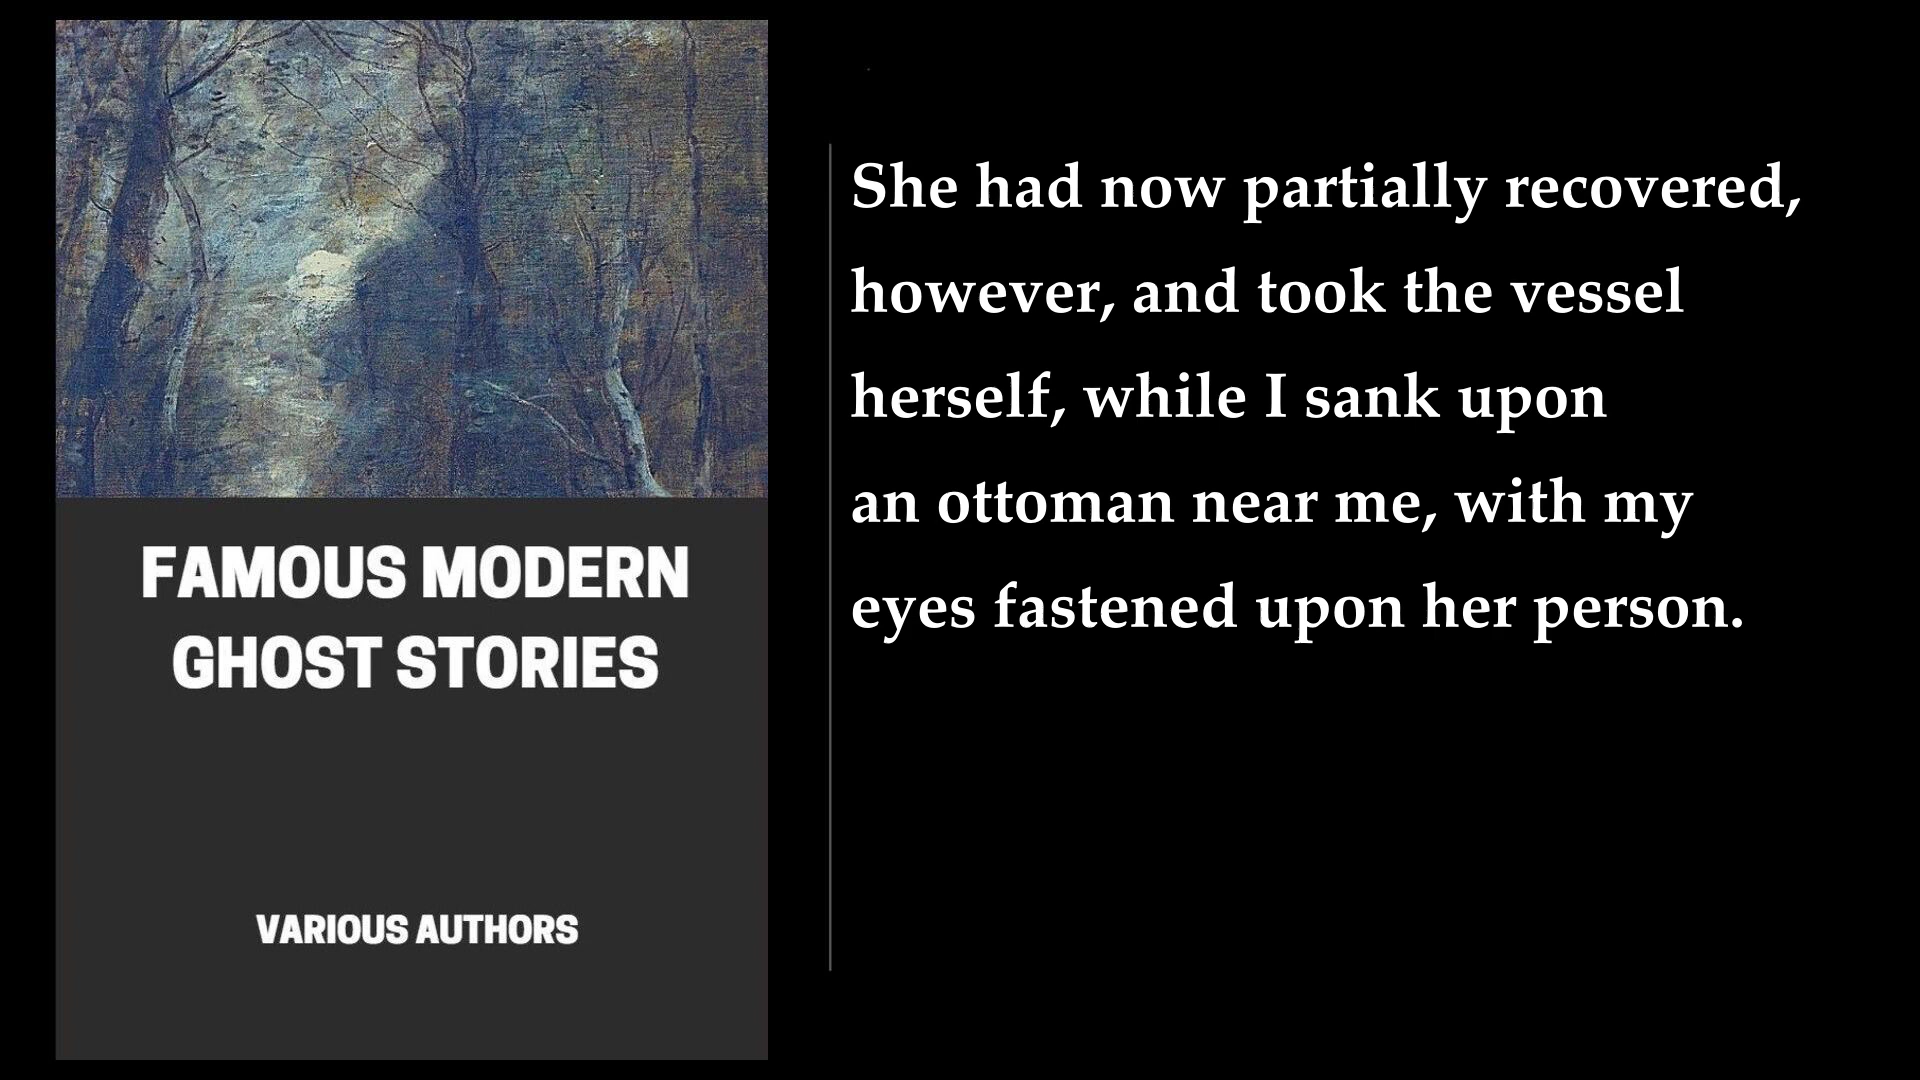 FAMOUS MODERN
GHOST STORIES
VARIOUS AUTHORS
She had now partially recovered,
however, and took the vessel
herself, while I sank upon
an ottoman near me, with my
eyes fastened upon her person.